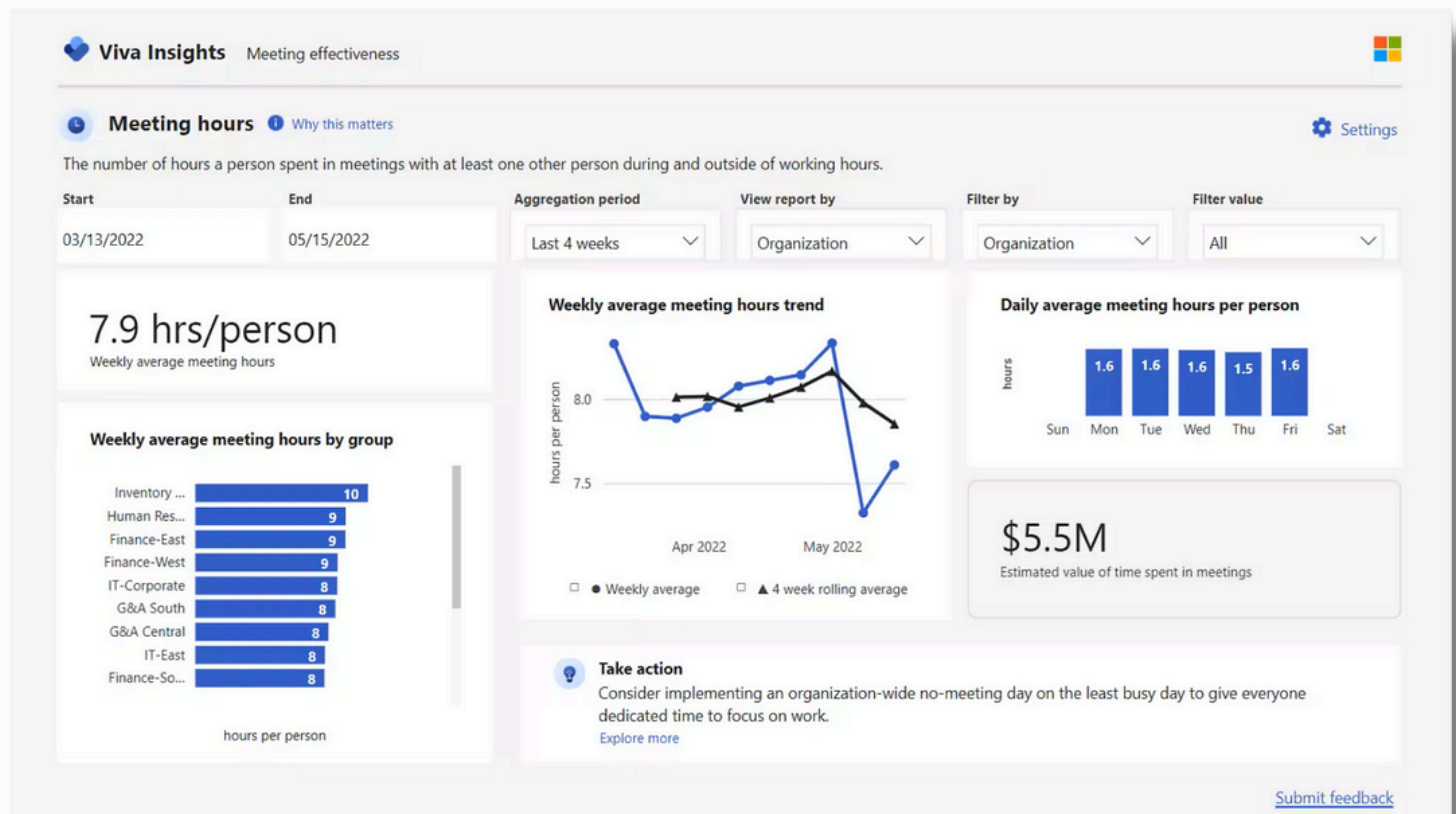 Viva Insights Meeting effectiveness
Meeting hours Why this matters
Settings
The number of hours a person spent in meetings with at least one other person during and outside of working hours.
Start
03/13/2022
End
05/15/2022
Aggregation period
Last 4 weeks
View report by
Organization
Filter by
Organization
Filter value
All
7.9 hrs/person
Weekly average meeting hours
Weekly average meeting hours by group
Inventory ... 10
Human Res... 9
Finance-East 9
Finance-West 9
IT-Corporate 8
G&A South 8
G&A Central 8
IT-East 8
Finance-So... 8
hours per person
Weekly average meeting hours trend
hours per person
8.0
7.5
Apr 2022 May 2022
Weekly average 4 week rolling average
Daily average meeting hours per person
hours
1.6 1.6 1.6 1.5 1.6
Sun Mon Tue Wed Thu Fri Sat
$5.5M
Estimated value of time spent in meetings
Take action
Consider implementing an organization-wide no-meeting day on the least busy day to give everyone
dedicated time to focus on work.
Explore more
Submit feedback